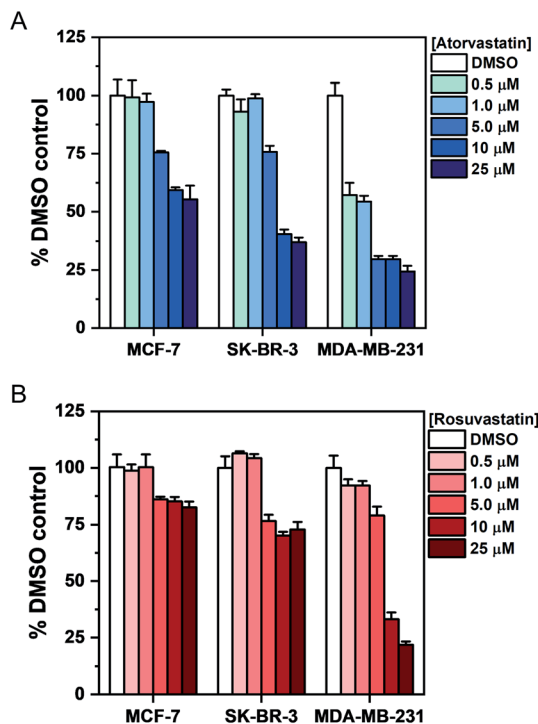 A
[Atorvastatin]
DMSO
0.5 μM
1.0 μM
5.0 μM
10 μM
25 μM
% DMSO control
125
100
75
50
25
0
MCF-7 SK-BR-3 MDA-MB-231
B
[Rosuvastatin]
DMSO
0.5 μM
1.0 μM
5.0 μM
10 μM
25 μM
% DMSO control
125
100
75
50
25
0
MCF-7 SK-BR-3 MDA-MB-231